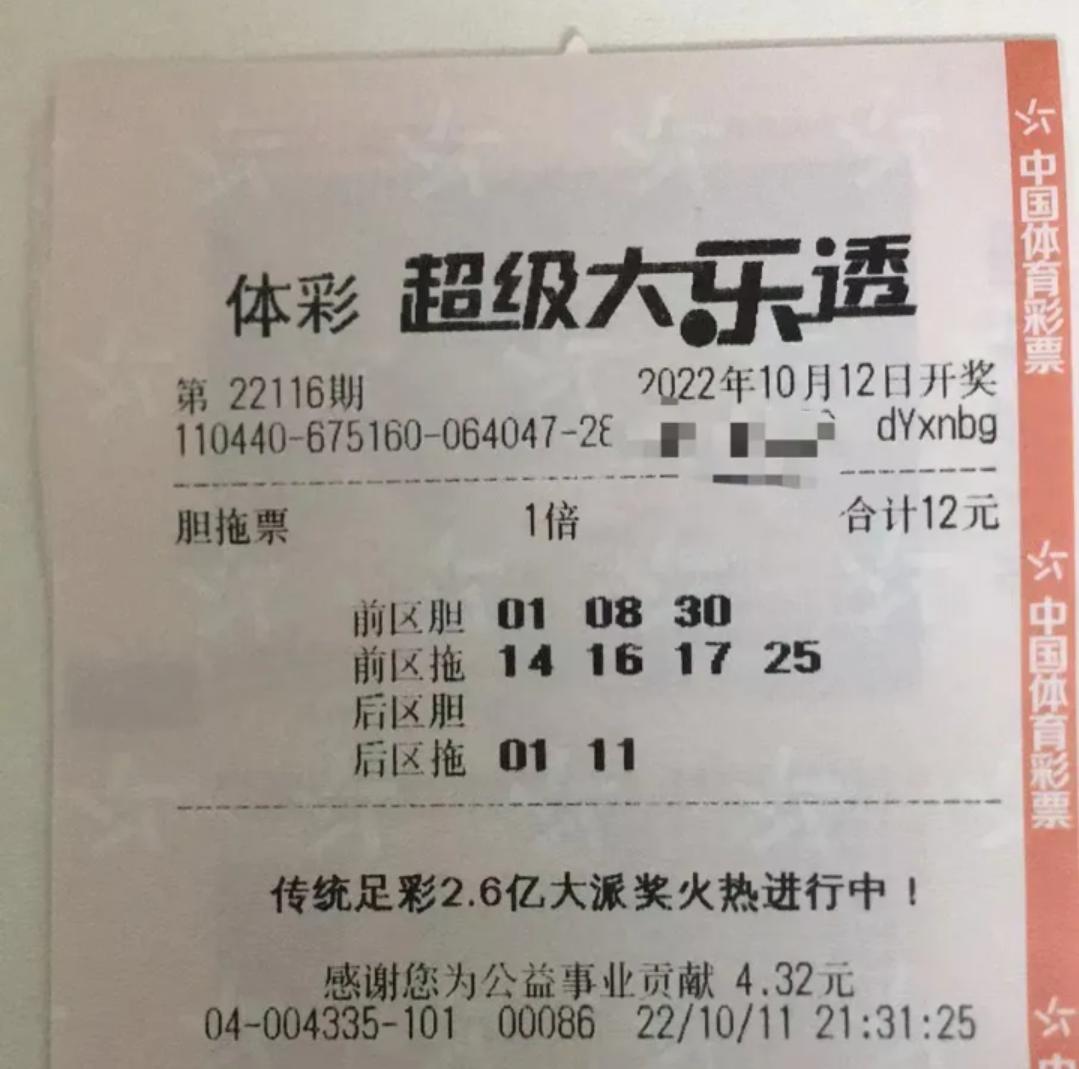 体彩 超级大乐透
第 22116期 2022年10月12日开奖
110440-675160-064047-28 dYxnbg
胆拖票 1倍 合计12元
前区胆 01 08 30
前区拖 14 16 17 25
后区胆
后区拖 01 11
传统足彩2.6亿大派奖火热进行中！
感谢您为公益事业贡献 4.32元
04-004335-101 00086 22/10/11 21:31:25
中国体育彩票
中国体育彩票
中